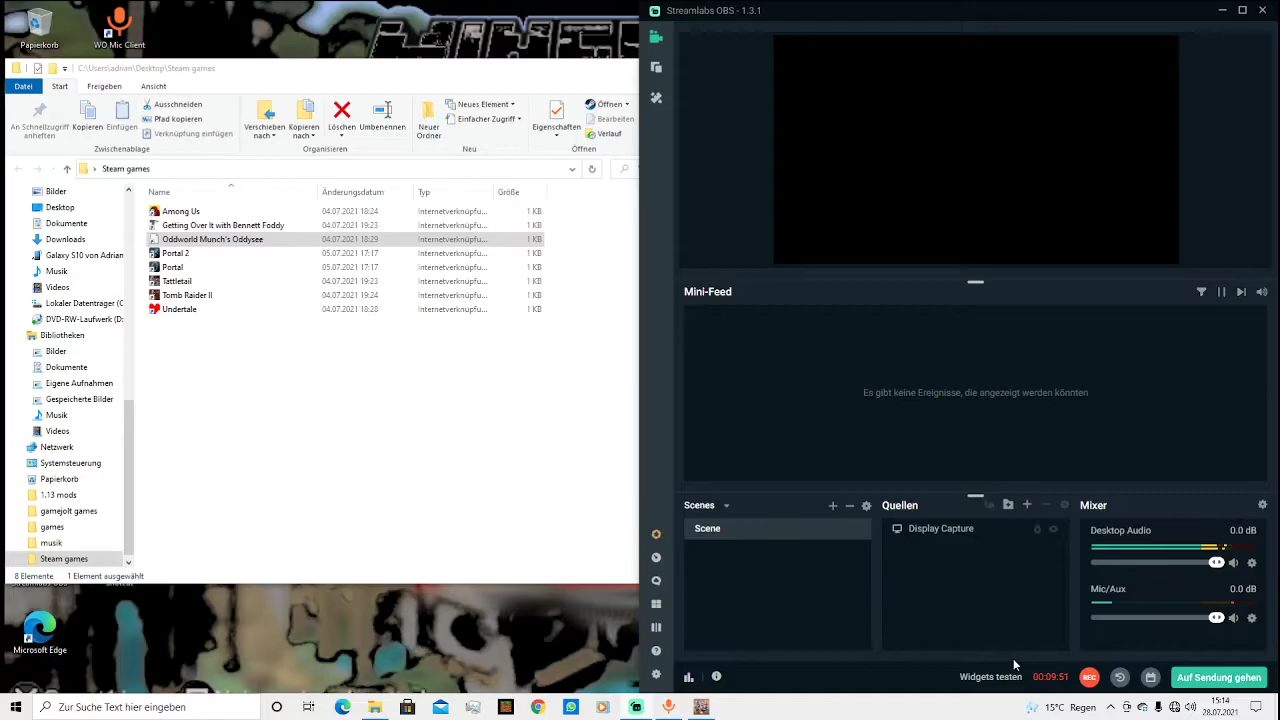 Papierkorb
WO Mic Client
C:\Users\adrian\Desktop\Steam games
Datei Start Freigeben Ansicht
An Schnellzugriff anheften
Kopieren
Einfügen
Ausschneiden
Pfad kopieren
Verknüpfung einfügen
Zwischenablage
Verschieben nach
Kopieren nach
Löschen
Umbenennen
Organisieren
Neuer Ordner
Neues Element
Einfacher Zugriff
Neu
Eigenschaften
Öffnen
Bearbeiten
Verlauf
Öffnen
Steam games
Name Änderungsdatum Typ Größe
Among Us 04.07.2021 18:24 Internetverknüpfu... 1 KB
Getting Over It with Bennett Foddy 04.07.2021 19:23 Internetverknüpfu... 1 KB
Oddworld Munch's Oddysee 04.07.2021 18:29 Internetverknüpfu... 1 KB
Portal 2 05.07.2021 17:17 Internetverknüpfu... 1 KB
Portal 05.07.2021 17:17 Internetverknüpfu... 1 KB
Tattletail 04.07.2021 19:23 Internetverknüpfu... 1 KB
Tomb Raider II 04.07.2021 19:24 Internetverknüpfu... 1 KB
Undertale 04.07.2021 18:28 Internetverknüpfu... 1 KB
Bilder
Desktop
Dokumente
Downloads
Galaxy S10 von Adrian
Musik
Videos
Lokaler Datenträger (C
DVD-RW-Laufwerk (D:
Bibliotheken
Bilder
Dokumente
Eigene Aufnahmen
Gespeicherte Bilder
Musik
Videos
Netzwerk
Systemsteuerung
Papierkorb
1.13 mods
gamejolt games
games
musik
Steam games
8 Elemente 1 Element ausgewählt
Microsoft Edge
Streamlabs OBS - 1.3.1
Mini-Feed
Es gibt keine Ereignisse, die angezeigt werden könnten
Scenes
Scene
Quellen
Display Capture
Mixer
Desktop Audio 0.0 dB
Mic/Aux 0.0 dB
Widgets testen 00:09:51 REC Auf Sendung gehen
Zur Suche Text hier eingeben
15°C Regen
15:14